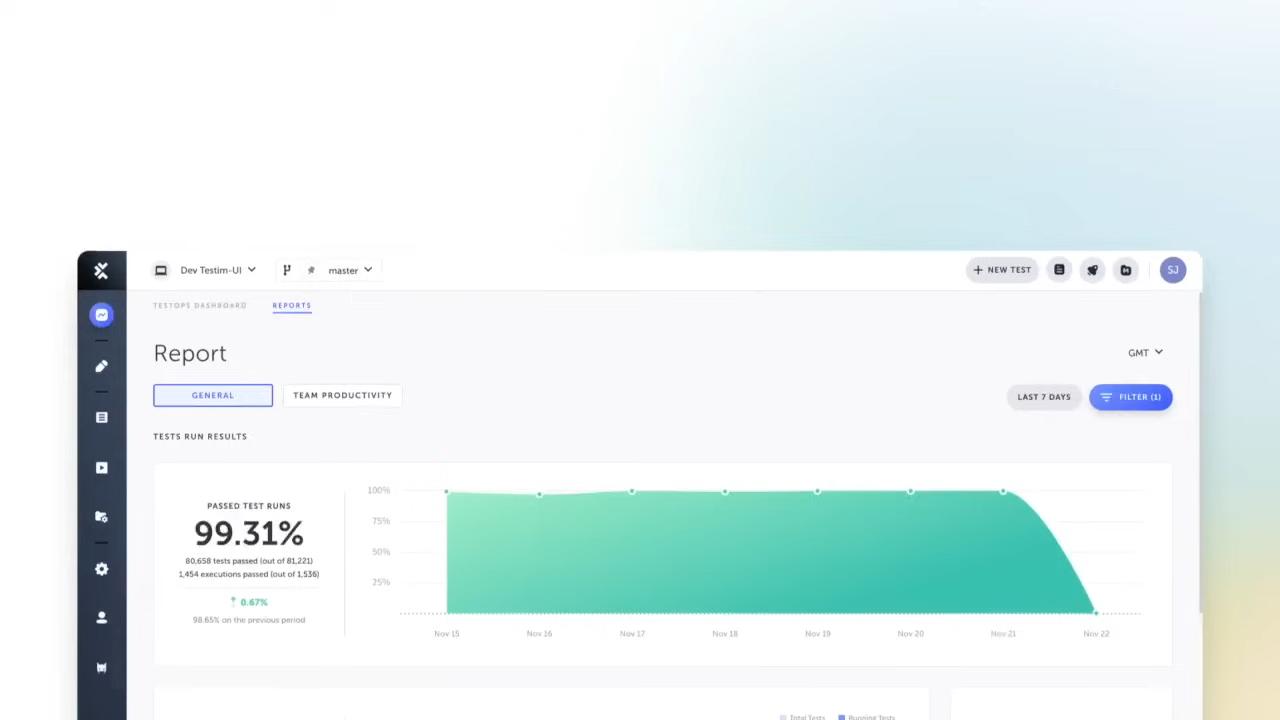 Dev Testim-UI
master
NEW TEST
SJ
TESTOPS DASHBOARD
REPORTS
Report
GMT
GENERAL
TEAM PRODUCTIVITY
LAST 7 DAYS
FILTER (1)
TESTS RUN RESULTS
PASSED TEST RUNS
99.31%
80,658 tests passed (out of 81,221)
1,454 executions passed (out of 1,536)
0.67%
98.65% on the previous period
100%
75%
50%
25%
Nov 15
Nov 16
Nov 17
Nov 18
Nov 19
Nov 20
Nov 21
Nov 22
Total Tests
Running Tests